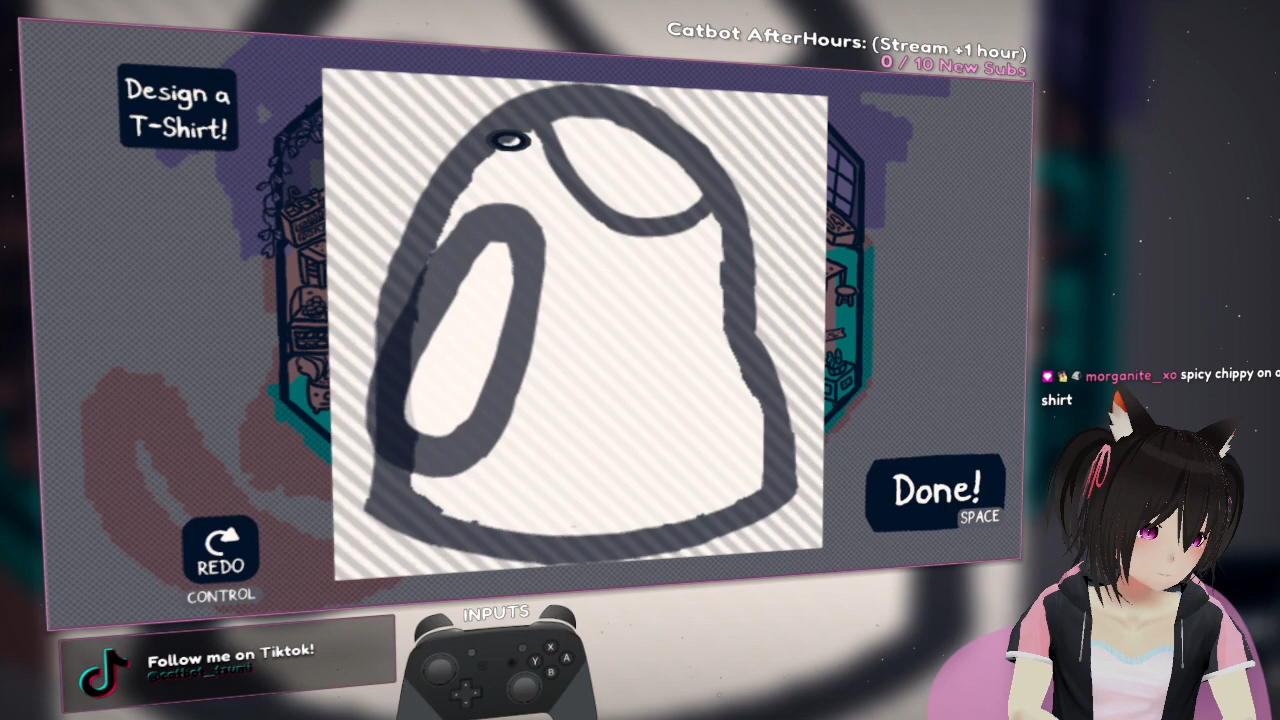 Catbot AfterHours: (Stream +1 hour)
0 / 10 New Subs
Design a
T-Shirt!
morganite_xo spicy chippy on a
shirt
Done!
SPACE
REDO
CONTROL
INPUTS
Follow me on Tiktok!
X
Y
A
B